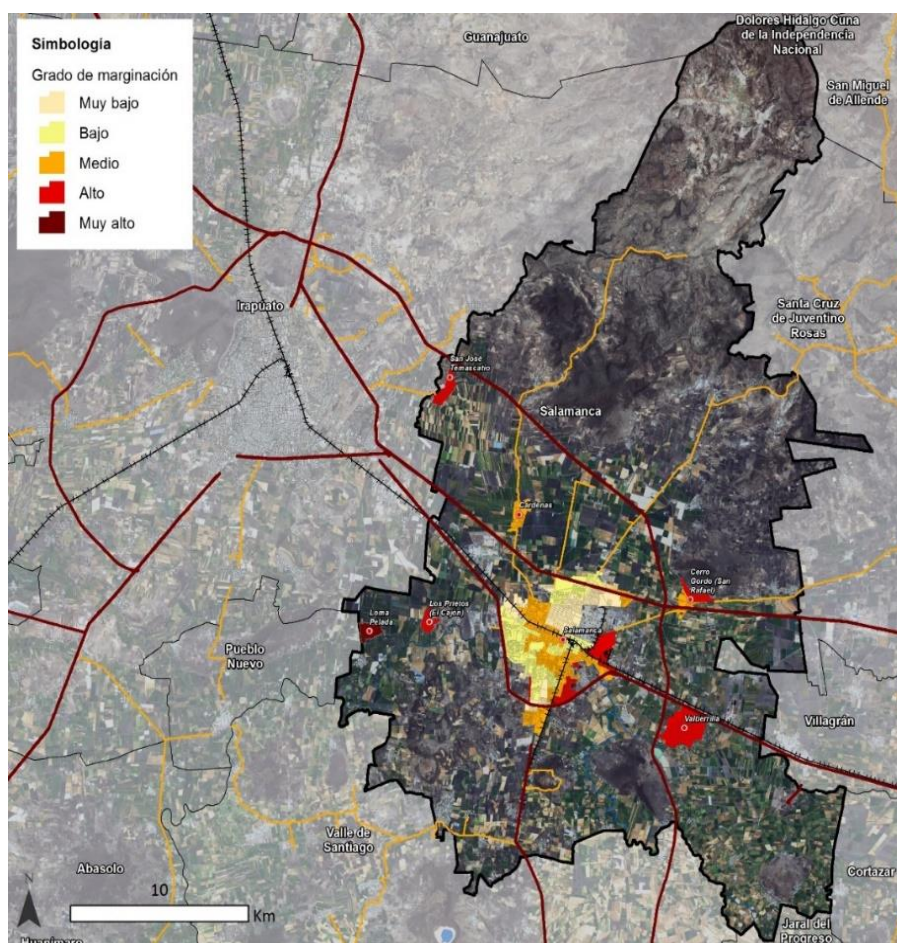 Simbología
Grado de marginación
Muy bajo
Bajo
Medio
Alto
Muy alto
Guanajuato
Dolores Hidalgo Cuna
de la Independencia
Nacional
San Miguel
de Allende
Irapuato
Santa Cruz
de Juventino
Rosas
San José
Temascatío
Salamanca
Cárdenas
Cerro
Gordo (San
Rafael)
Loma
Pelada
Los Prietos
(El Cajón)
Salamanca
Pueblo
Nuevo
Valtierrilla
Villagrán
Valle de
Santiago
Abasolo
Cortazar
10
Km
N
Jaral del
Progreso
Huanímaro